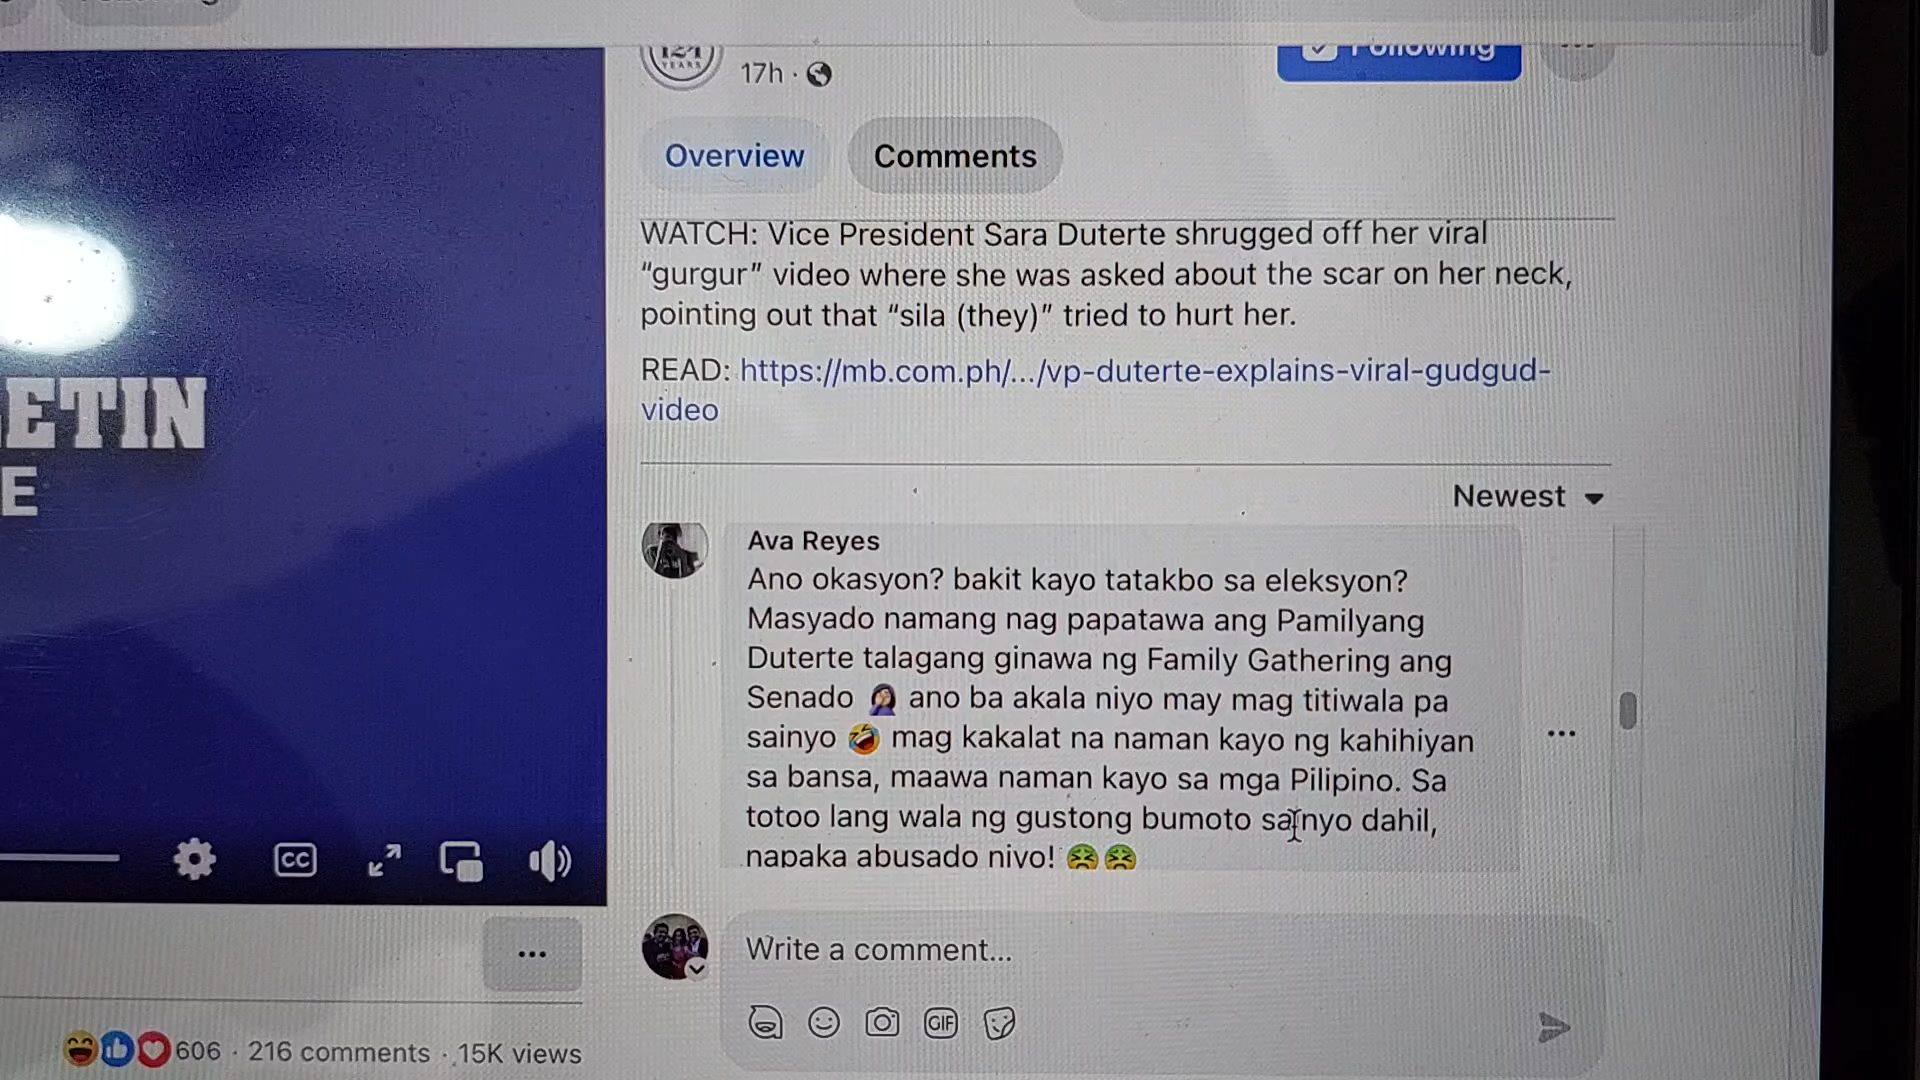 124
YEARS
17h ·
Following
Overview
Comments
WATCH: Vice President Sara Duterte shrugged off her viral
“gurgur” video where she was asked about the scar on her neck,
pointing out that “sila (they)” tried to hurt her.
READ: https://mb.com.ph/.../vp-duterte-explains-viral-gudgud-
video
ETIN
E
Newest
Ava Reyes
Ano okasyon? bakit kayo tatakbo sa eleksyon?
Masyado namang nag papatawa ang Pamilyang
Duterte talagang ginawa ng Family Gathering ang
Senado 🤦‍♀️ ano ba akala niyo may mag titiwala pa
sainyo 🤣 mag kakalat na naman kayo ng kahihiyan
sa bansa, maawa naman kayo sa mga Pilipino. Sa
totoo lang wala ng gustong bumoto sainyo dahil,
napaka abusado niyo! 🤮🤮
CC
Write a comment...
GIF
606 · 216 comments · 15K views